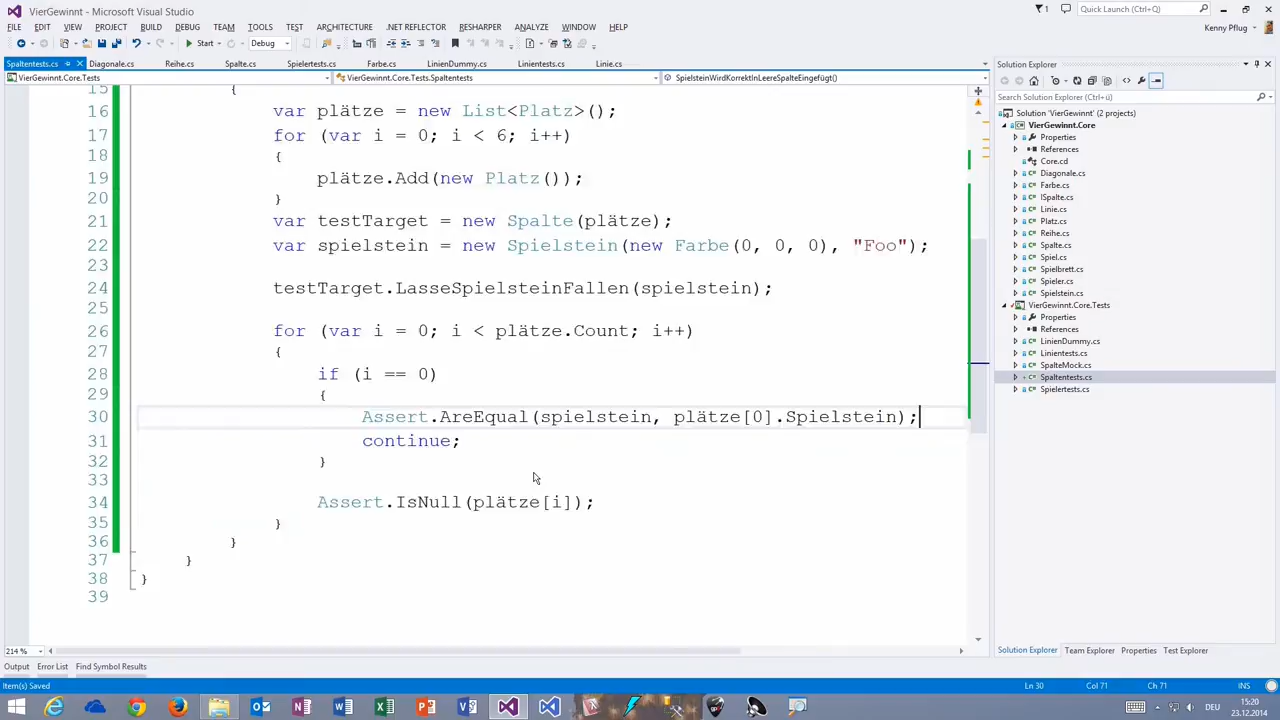 VierGewinnt - Microsoft Visual Studio
1
Quick Launch (Ctrl+Q)
FILE EDIT VIEW PROJECT BUILD DEBUG TEAM TOOLS TEST ARCHITECTURE .NET REFLECTOR RESHARPER ANALYZE WINDOW HELP
Kenny Pflug
Start Debug
Spaltentests.cs Diagonale.cs Reihe.cs Spalte.cs Spielertests.cs Farbe.cs LinienDummy.cs Linientests.cs Linie.cs
VierGewinnt.Core.Tests
VierGewinnt.Core.Tests.Spaltentests
SpielsteinWirdKorrektInLeereSpalteEingefügt()
15 {
16 var plätze = new List<Platz>();
17 for (var i = 0; i < 6; i++)
18 {
19 plätze.Add(new Platz());
20 }
21 var testTarget = new Spalte(plätze);
22 var spielstein = new Spielstein(new Farbe(0, 0, 0), "Foo");
23
24 testTarget.LasseSpielsteinFallen(spielstein);
25
26 for (var i = 0; i < plätze.Count; i++)
27 {
28 if (i == 0)
29 {
30 Assert.AreEqual(spielstein, plätze[0].Spielstein);
31 continue;
32 }
33
34 Assert.IsNull(plätze[i]);
35 }
36 }
37 }
38 }
39
214 %
Solution Explorer
Search Solution Explorer (Ctrl+ü)
Solution 'VierGewinnt' (2 projects)
VierGewinnt.Core
Properties
References
Core.cd
Diagonale.cs
Farbe.cs
ISpalte.cs
Linie.cs
Platz.cs
Reihe.cs
Spalte.cs
Spiel.cs
Spielbrett.cs
Spieler.cs
Spielstein.cs
VierGewinnt.Core.Tests
Properties
References
LinienDummy.cs
Linientests.cs
SpalteMock.cs
Spaltentests.cs
Spielertests.cs
Solution Explorer Team Explorer Properties Test Explorer
Output Error List Find Symbol Results
Item(s) Saved
Ln 30 Col 71 Ch 71 INS
DEU
15:20
23.12.2014